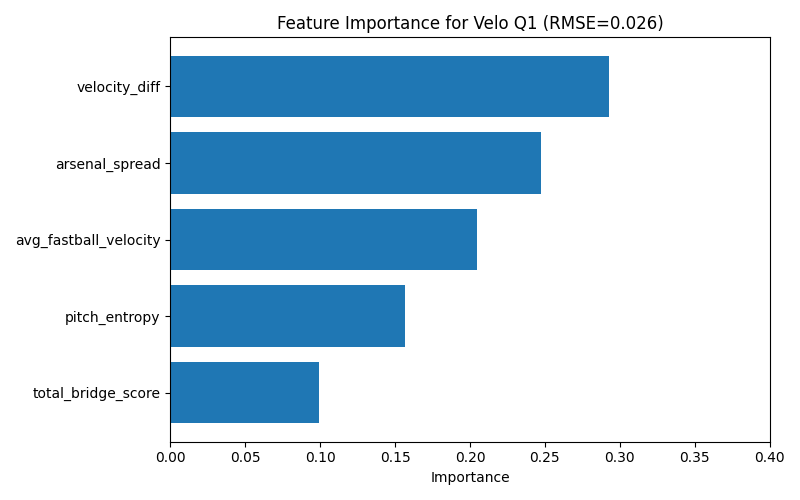 Feature Importance for Velo Q1 (RMSE=0.026)
velocity_diff
arsenal_spread
avg_fastball_velocity
pitch_entropy
total_bridge_score
0.00 0.05 0.10 0.15 0.20 0.25 0.30 0.35 0.40
Importance